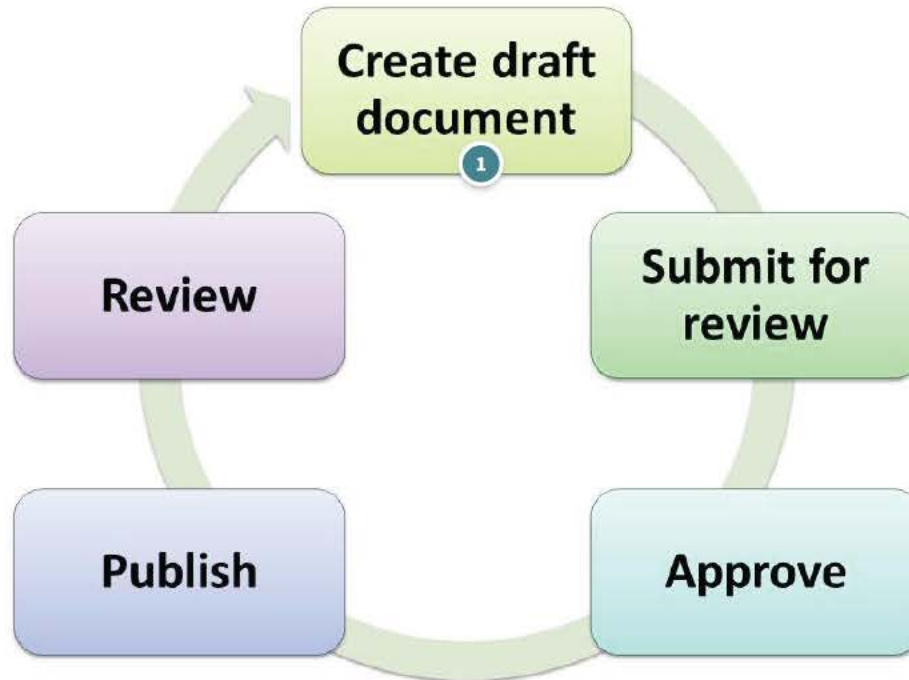 Create draft
document
1
Submit for
review
Approve
Publish
Review